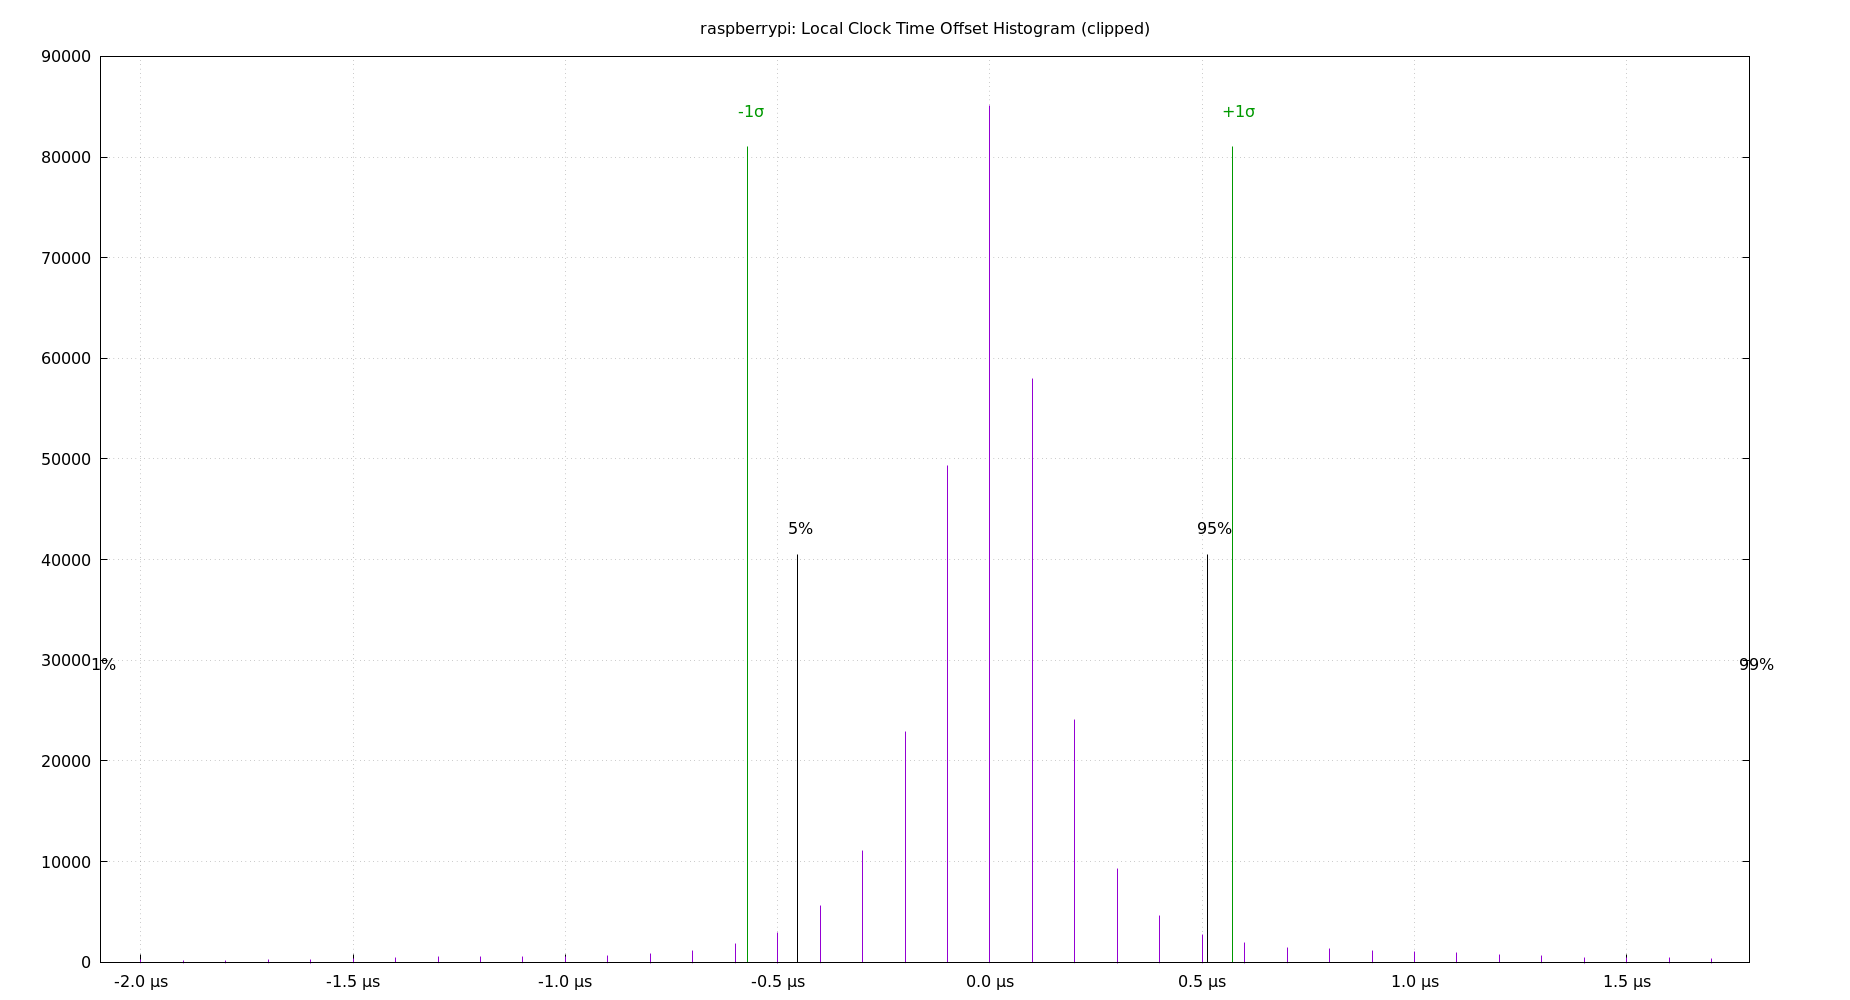 raspberrypi: Local Clock Time Offset Histogram (clipped)
90000
-1σ
+1σ
80000
70000
60000
50000
5%
95%
40000
30000
1%
99%
20000
10000
0
-2.0 µs
-1.5 µs
-1.0 µs
-0.5 µs
0.0 µs
0.5 µs
1.0 µs
1.5 µs